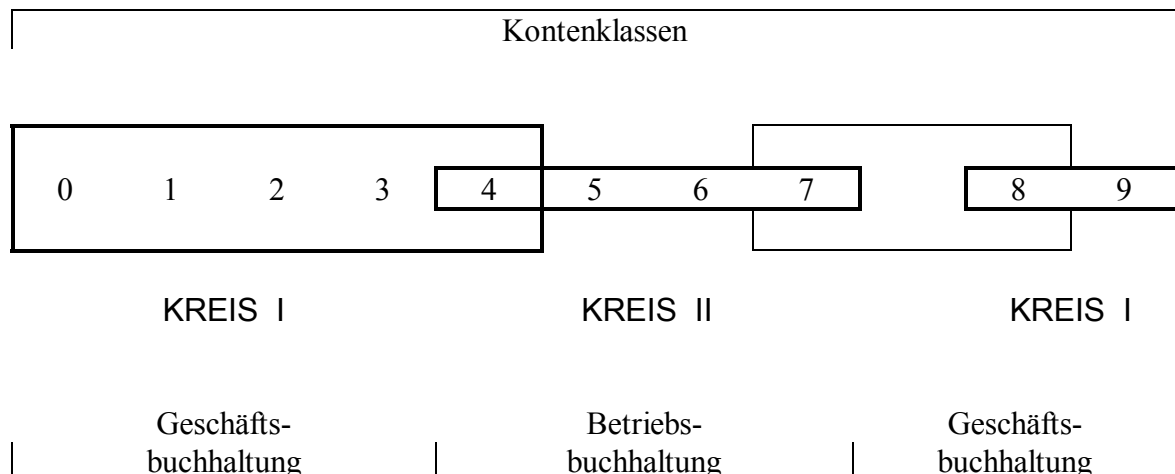 Kontenklassen
0 1 2 3 4 5 6 7 8 9
KREIS I KREIS II KREIS I
Geschäfts- Betriebs- Geschäfts-
buchhaltung buchhaltung buchhaltung